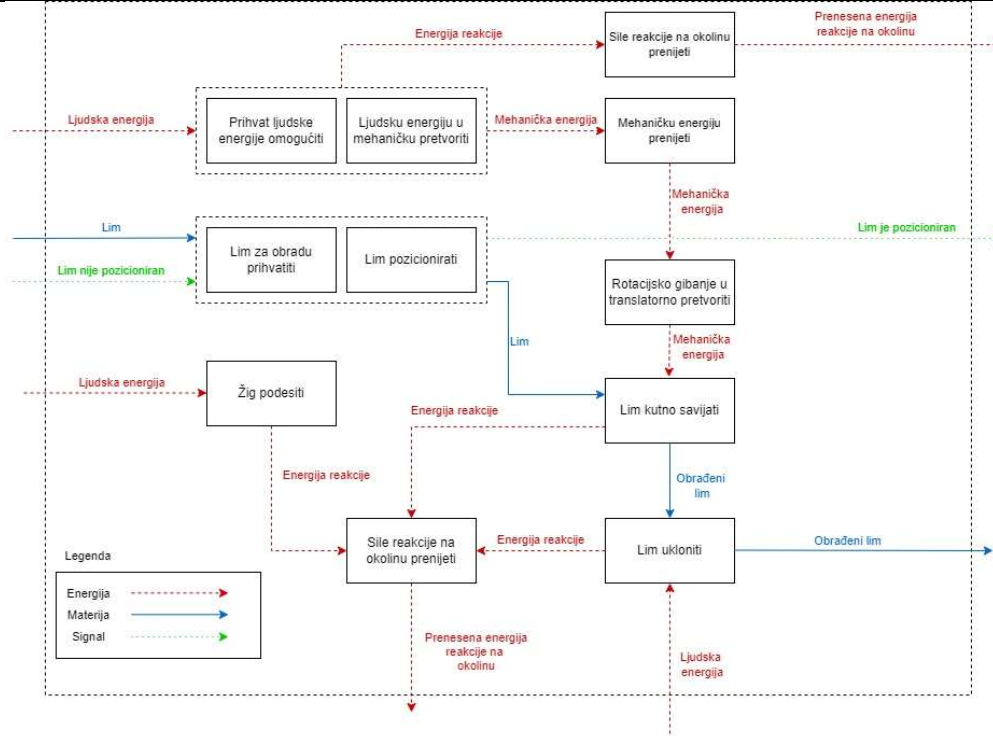 Prenesena energija
reakcije na okolinu
Energija reakcije
Sile reakcije na okolinu
prenijeti
Ljudska energija
Prihvat ljudske
energije omogućiti
Ljudsku energiju u
mehaničku pretvoriti
Mehanička energija
Mehaničku energiju
prenijeti
Mehanička
energija
Lim
Lim nije pozicioniran
Lim za obradu
prihvatiti
Lim pozicionirati
Lim je pozicioniran
Rotacijsko gibanje u
translatorno pretvoriti
Mehanička
energija
Lim
Ljudska energija
Žig podesiti
Lim kutno savijati
Energija reakcije
Energija reakcije
Obrađeni
lim
Sile reakcije na
okolinu prenijeti
Energija reakcije
Lim ukloniti
Obrađeni lim
Legenda
Energija
Materija
Signal
Prenesena energija
reakcije na
okolinu
Ljudska
energija